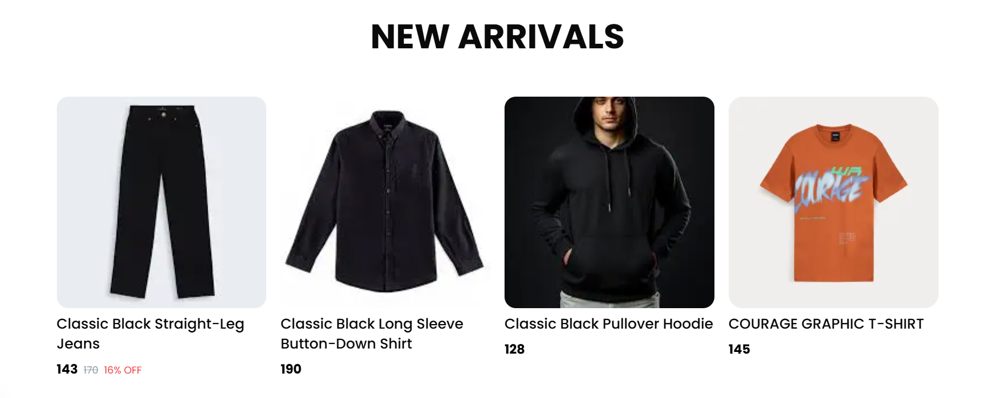 NEW ARRIVALS
Classic Black Straight-Leg
Jeans
143 170 16% OFF
Classic Black Long Sleeve
Button-Down Shirt
190
Classic Black Pullover Hoodie
128
COURAGE
COURAGE GRAPHIC T-SHIRT
145